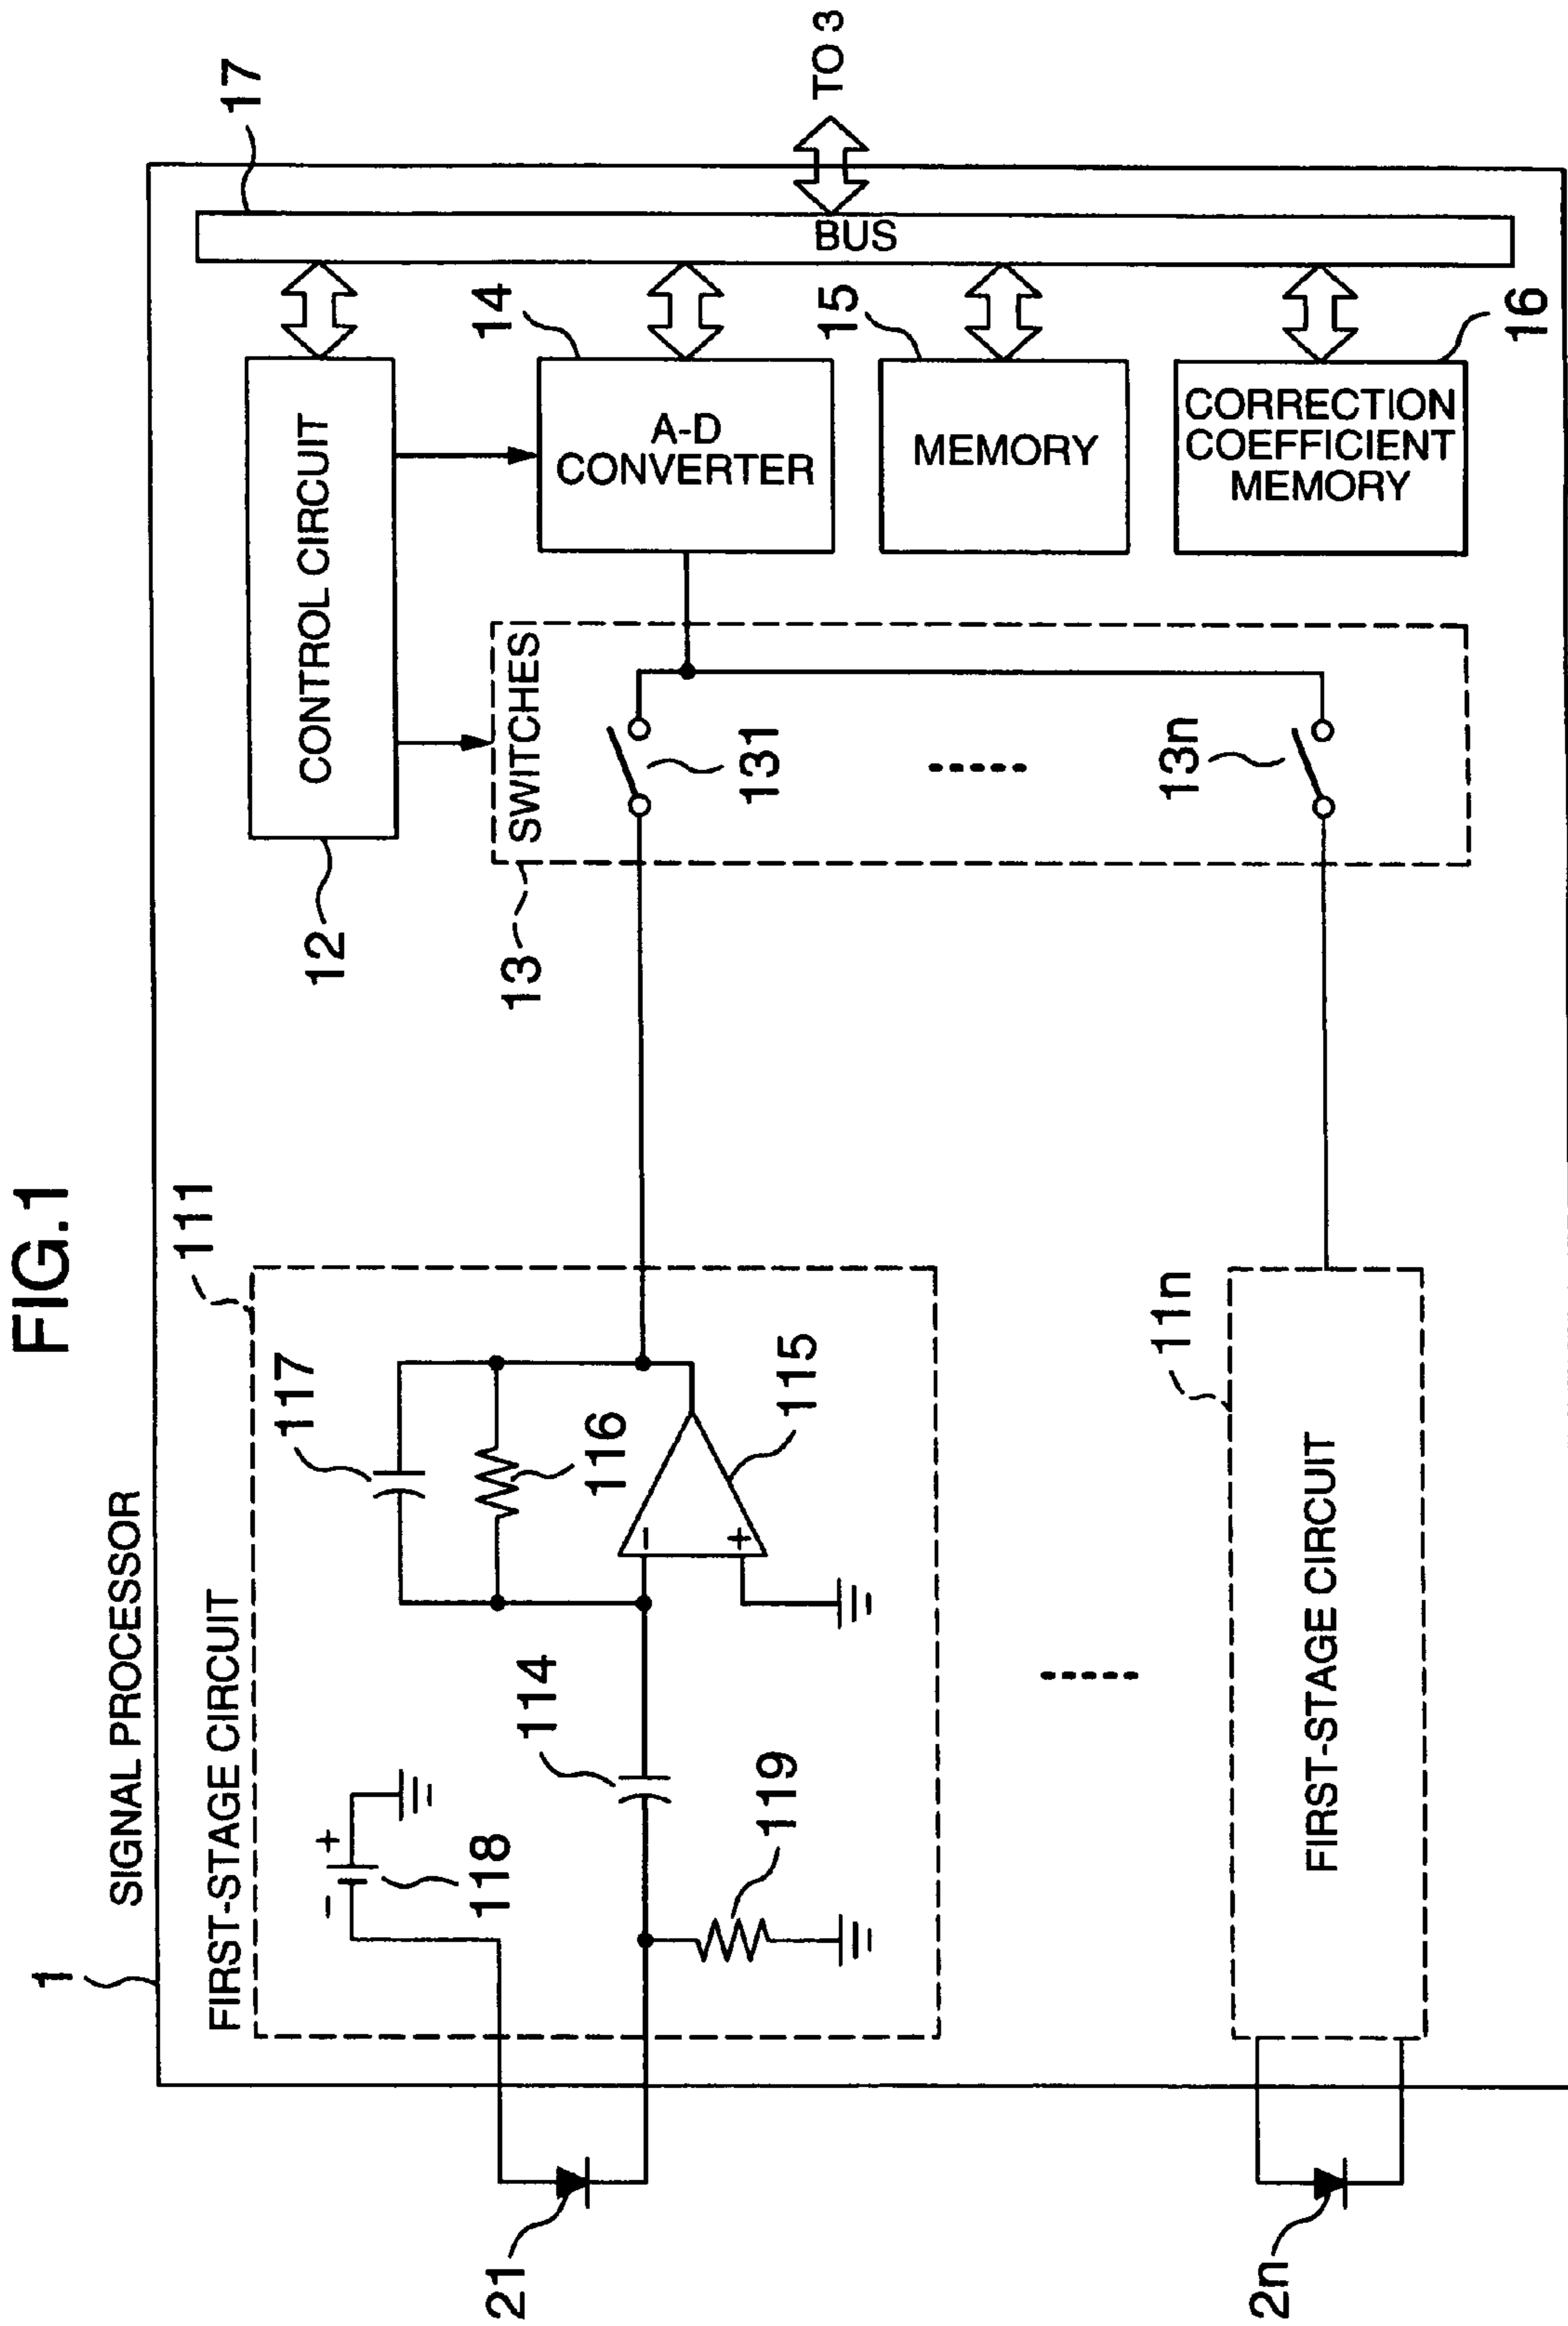 FIG.1
1
SIGNAL PROCESSOR
17
111
FIRST-STAGE CIRCUIT
12
CONTROL CIRCUIT
117
118
- +
13
SWITCHES
14
A-D
CONVERTER
BUS
TO 3
21
114
116
-
+
115
131
119
15
MEMORY
11n
13n
2n
FIRST-STAGE CIRCUIT
CORRECTION
COEFFICIENT
MEMORY
16